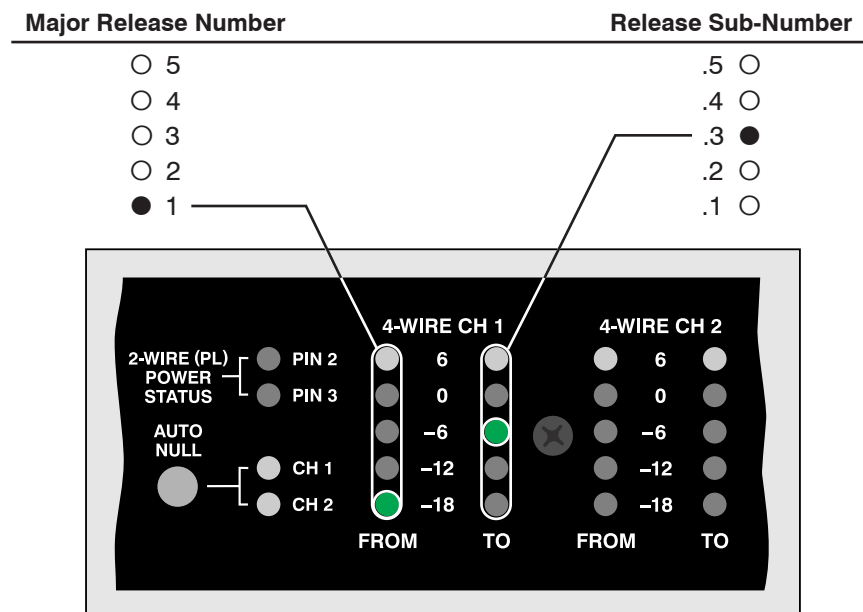 Major Release Number
Release Sub-Number
5
4
3
2
1
.5
.4
.3
.2
.1
4-WIRE CH 1
4-WIRE CH 2
2-WIRE (PL)
POWER
STATUS
PIN 2
PIN 3
AUTO
NULL
CH 1
CH 2
6
0
–6
–12
–18
FROM
TO
6
0
–6
–12
–18
FROM
TO